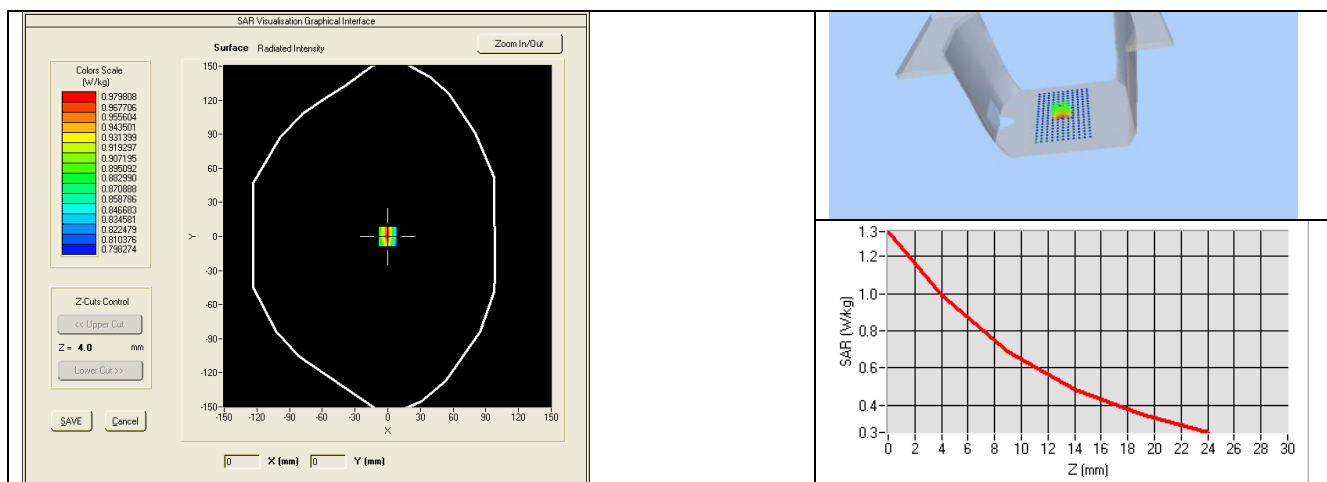 SAR Visualisation Graphical Interface
Surface Radiated Intensity
Zoom In/Out
Colors Scale
(W/kg)
0.979808
0.967706
0.955604
0.943501
0.931399
0.919297
0.907195
0.895092
0.882990
0.870888
0.858786
0.846683
0.834581
0.822479
0.810376
0.798274
Z-Cuts Control
<< Upper Cut
Z = 4.0 mm
Lower Cut >>
SAVE Cancel
150-
120-
90-
60-
30-
Y 0-
-30-
-60-
-90-
-120-
-150-
-150 -120 -90 -60 -30 0 30 60 90 120 150
X
0 X (mm) 0 Y (mm)
1.3-
1.2-
1.0-
0.8-
0.6-
0.4-
0.3-
SAR (W/kg)
0 2 4 6 8 10 12 14 16 18 20 22 24 26 28 30
Z (mm)